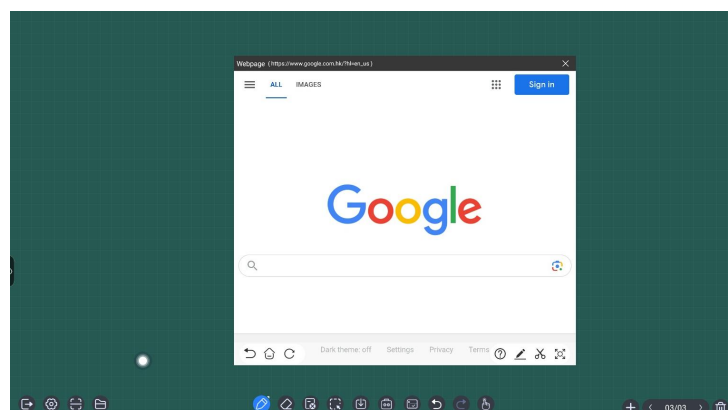 Webpage (https://www.google.com.hk/?hl=en_us)
ALL IMAGES Sign in
Google
Dark theme: off Settings Privacy Terms
03/03